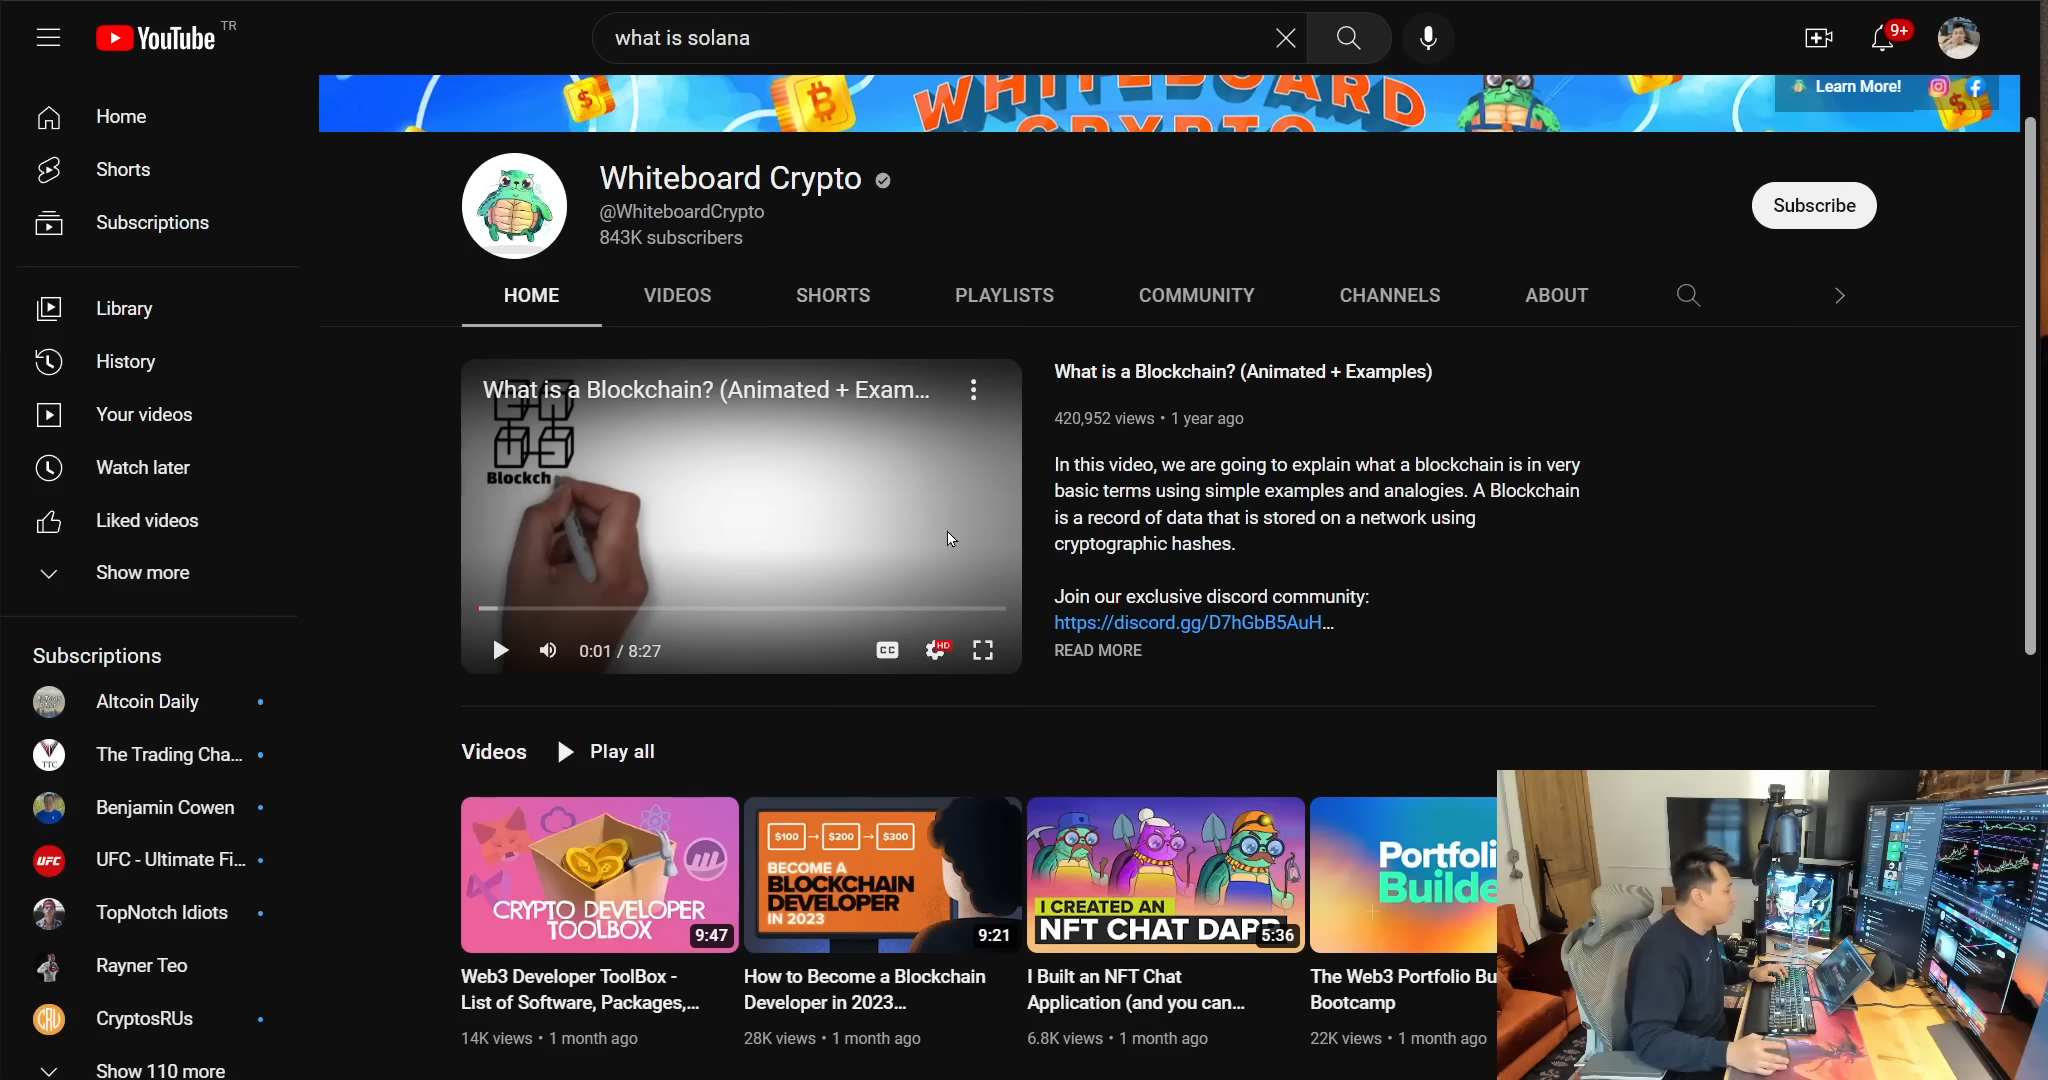 YouTube TR
what is solana
9+
Home
Shorts
Subscriptions
Library
History
Your videos
Watch later
Liked videos
Show more
Subscriptions
Altcoin Daily
The Trading Cha...
TTC
Benjamin Cowen
UFC
UFC - Ultimate Fi...
TopNotch Idiots
Rayner Teo
CRU
CryptosRUs
Show 110 more
WHITEBOARD
CRYPTO
Learn More!
Whiteboard Crypto
@WhiteboardCrypto
843K subscribers
Subscribe
HOME
VIDEOS
SHORTS
PLAYLISTS
COMMUNITY
CHANNELS
ABOUT
What is a Blockchain? (Animated + Exam...
Blockch
0:01 / 8:27
CC
HD
What is a Blockchain? (Animated + Examples)
420,952 views • 1 year ago
In this video, we are going to explain what a blockchain is in very
basic terms using simple examples and analogies. A Blockchain
is a record of data that is stored on a network using
cryptographic hashes.
Join our exclusive discord community:
https://discord.gg/D7hGbB5AuH...
READ MORE
Videos
Play all
CRYPTO DEVELOPER
TOOLBOX
9:47
Web3 Developer ToolBox -
List of Software, Packages,...
14K views • 1 month ago
$100 → $200 → $300
BECOME A
BLOCKCHAIN
DEVELOPER
IN 2023
9:21
How to Become a Blockchain
Developer in 2023...
28K views • 1 month ago
I CREATED AN
NFT CHAT DAPP
5:36
I Built an NFT Chat
Application (and you can...
6.8K views • 1 month ago
Portfoli
Builde
The Web3 Portfolio Bu
Bootcamp
22K views • 1 month ago